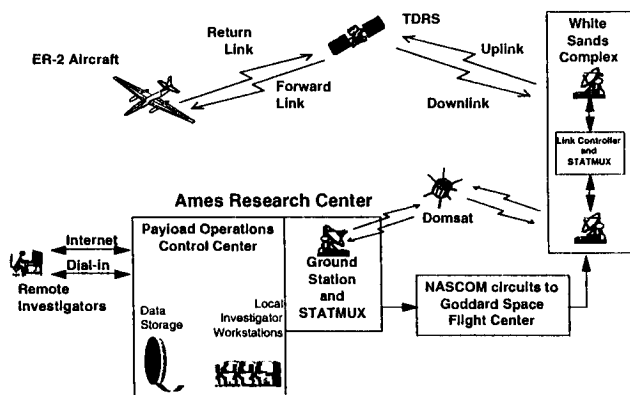 TDRS
White
Sands
Complex
Return
Link
Uplink
ER-2 Aircraft
Forward
Link
Downlink
Link Controller
and
STATMUX
Ames Research Center
Domsat
Internet
Dial-in
Remote
Investigators
Payload Operations
Control Center
Ground
Station
and
STATMUX
Data
Storage
Local
Investigator
Workstations
NASCOM circuits to
Goddard Space
Flight Center